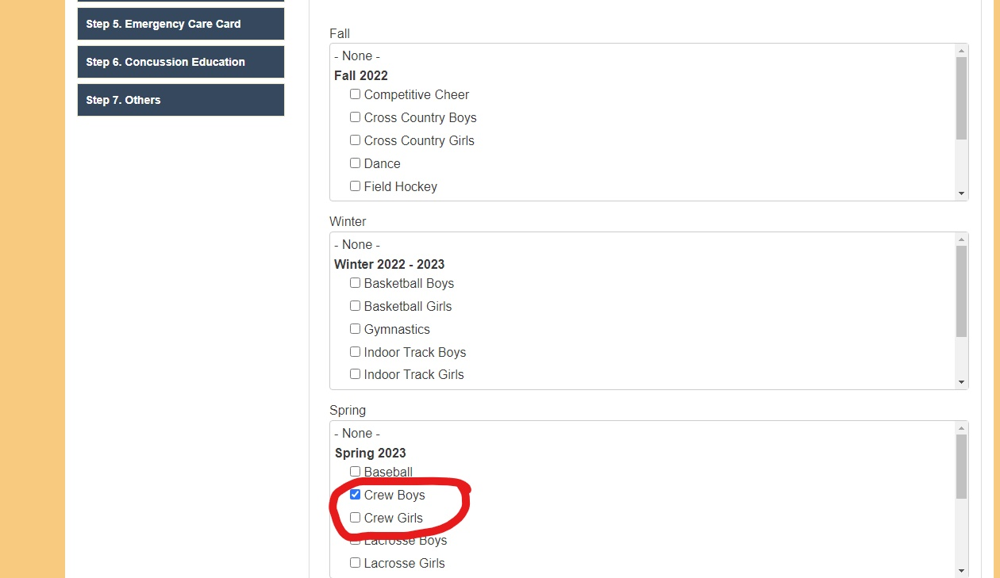 Step 5. Emergency Care Card
Step 6. Concussion Education
Step 7. Others
Fall
- None -
Fall 2022
Competitive Cheer
Cross Country Boys
Cross Country Girls
Dance
Field Hockey
Winter
- None -
Winter 2022 - 2023
Basketball Boys
Basketball Girls
Gymnastics
Indoor Track Boys
Indoor Track Girls
Spring
- None -
Spring 2023
Baseball
Crew Boys
Crew Girls
Lacrosse Boys
Lacrosse Girls